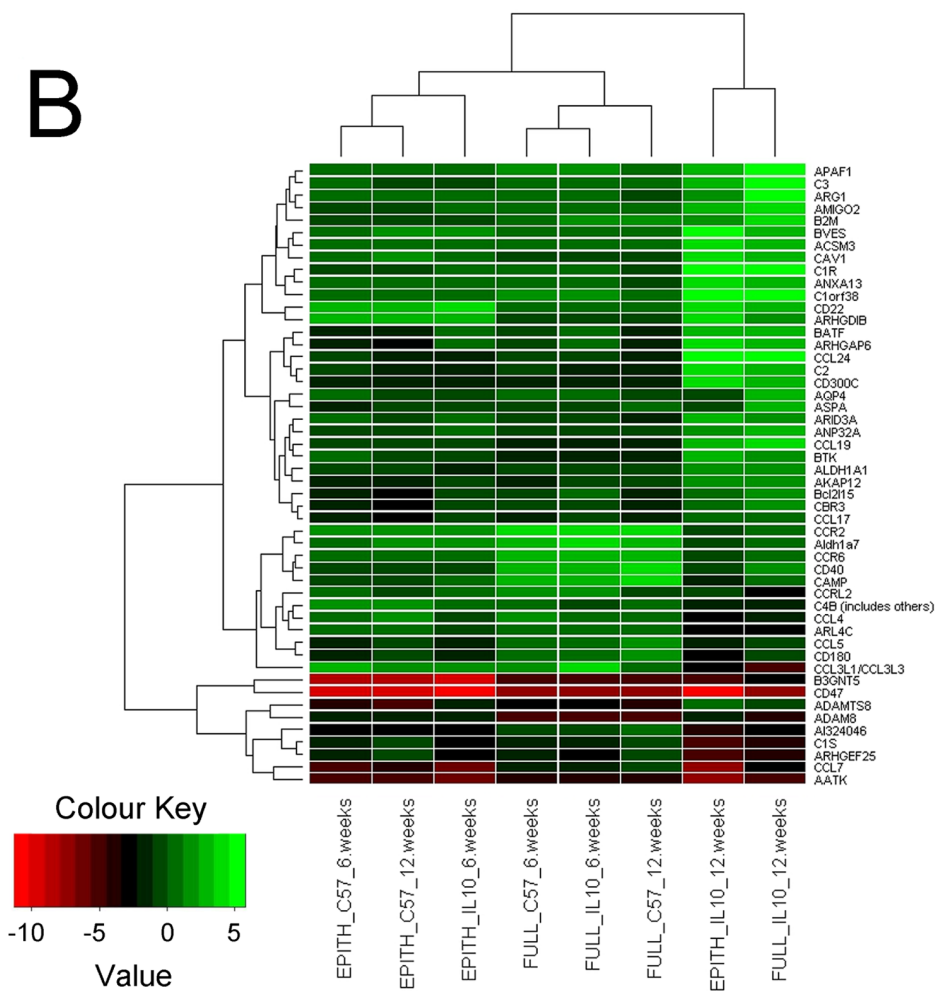 B
APAF1
C3
ARG1
AMIGO2
B2M
BVES
ACSM3
CAV1
C1R
ANXA13
C1orf38
CD22
ARHGDIB
BATF
ARHGAP6
CCL24
C2
CD300C
AQP4
ASPA
ARID3A
ANP32A
CCL19
BTK
ALDH1A1
AKAP12
Bcl2l15
CBR3
CCL17
CCR2
Aldh1a7
CCR6
CD40
CAMP
CCRL2
C4B (includes others)
CCL4
ARL4C
CCL5
CD180
CCL3L1/CCL3L3
B3GNT5
CD47
ADAMTS8
ADAM8
AI324046
C1S
ARHGEF25
CCL7
AATK
Colour Key
-10 -5 0 5
Value
EPITH_C57_6.weeks
EPITH_C57_12.weeks
EPITH_IL10_6.weeks
FULL_C57_6.weeks
FULL_IL10_6.weeks
FULL_C57_12.weeks
EPITH_IL10_12.weeks
FULL_IL10_12.weeks